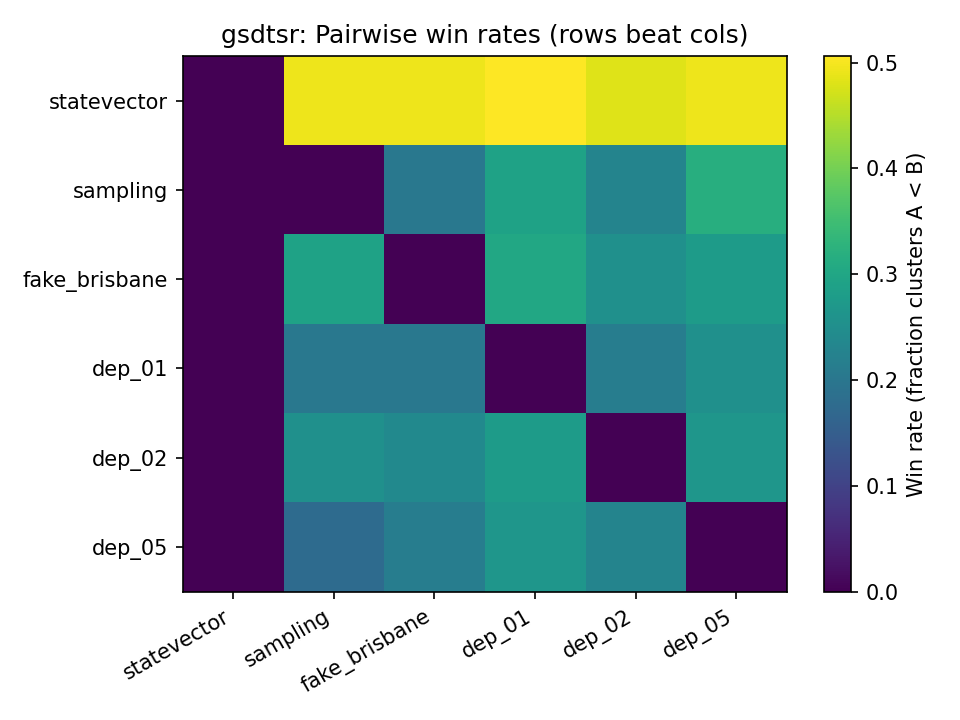 gsdtsr: Pairwise win rates (rows beat cols)
statevector
sampling
fake_brisbane
dep_01
dep_02
dep_05
statevector
sampling
fake_brisbane
dep_01
dep_02
dep_05
0.5
0.4
0.3
0.2
0.1
0.0
Win rate (fraction clusters A < B)